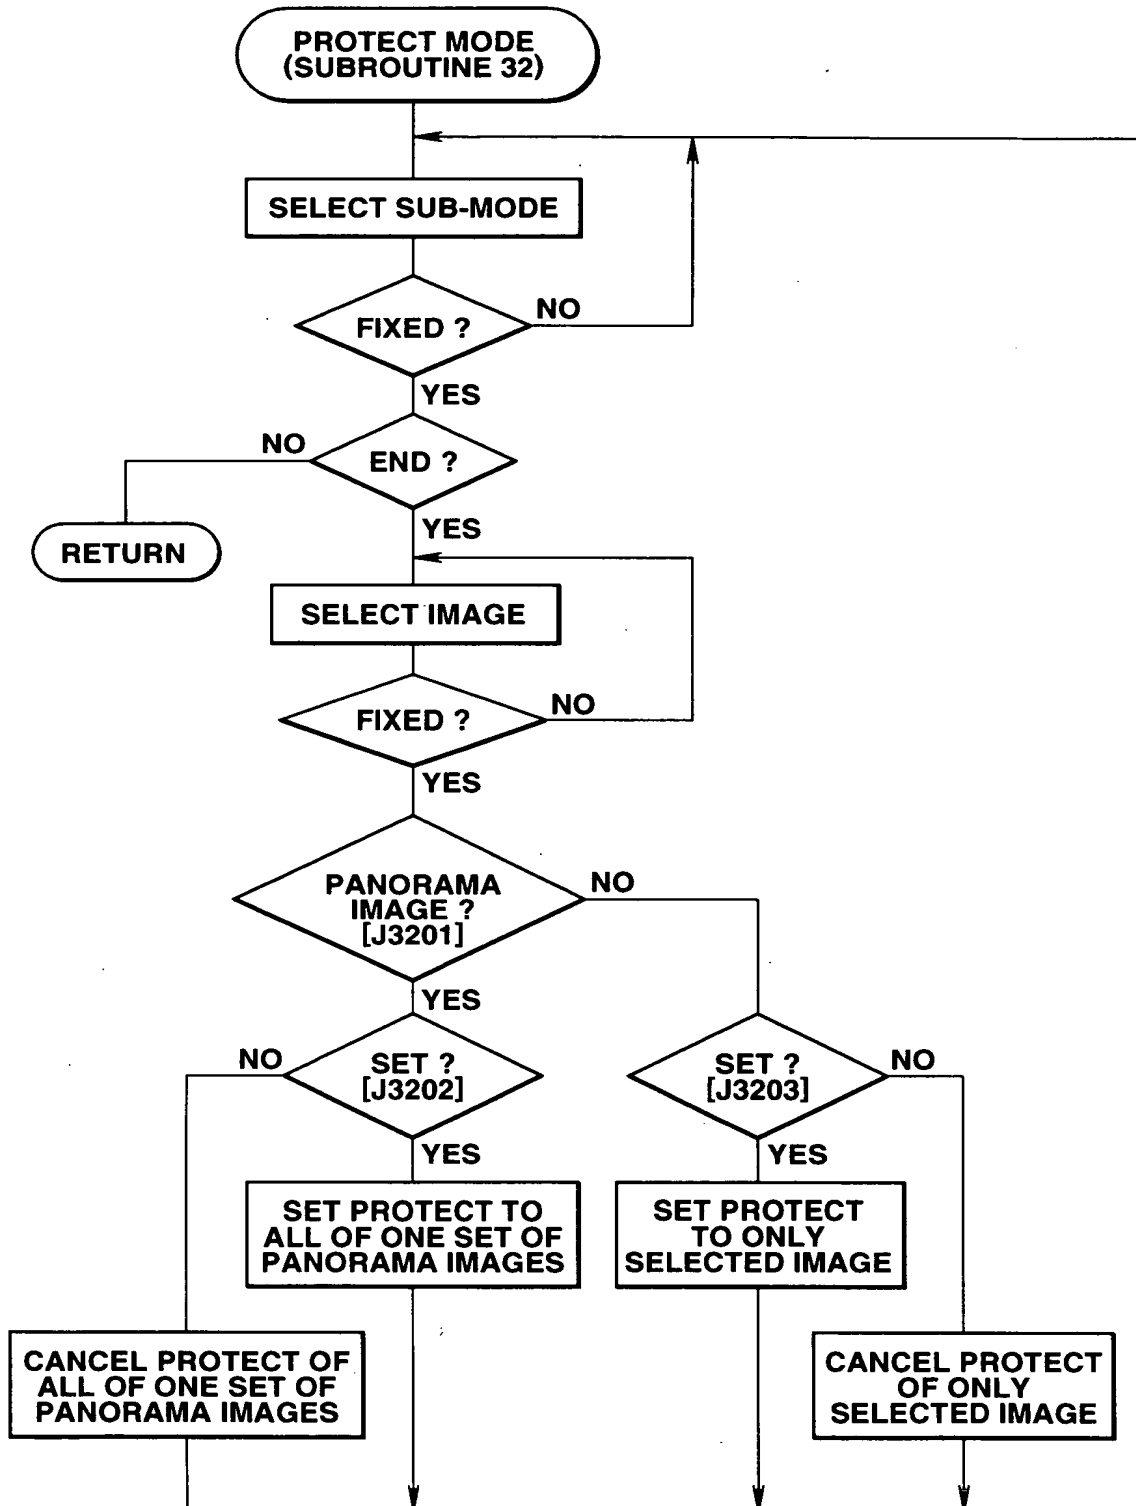 PROTECT MODE
(SUBROUTINE 32)
SELECT SUB-MODE
FIXED ?
NO
YES
NO
END ?
YES
RETURN
SELECT IMAGE
FIXED ?
NO
YES
PANORAMA
IMAGE ?
[J3201]
NO
YES
NO
SET ?
[J3202]
SET ?
[J3203]
NO
YES
YES
SET PROTECT TO
ALL OF ONE SET OF
PANORAMA IMAGES
SET PROTECT
TO ONLY
SELECTED IMAGE
CANCEL PROTECT OF
ALL OF ONE SET OF
PANORAMA IMAGES
CANCEL PROTECT
OF ONLY
SELECTED IMAGE